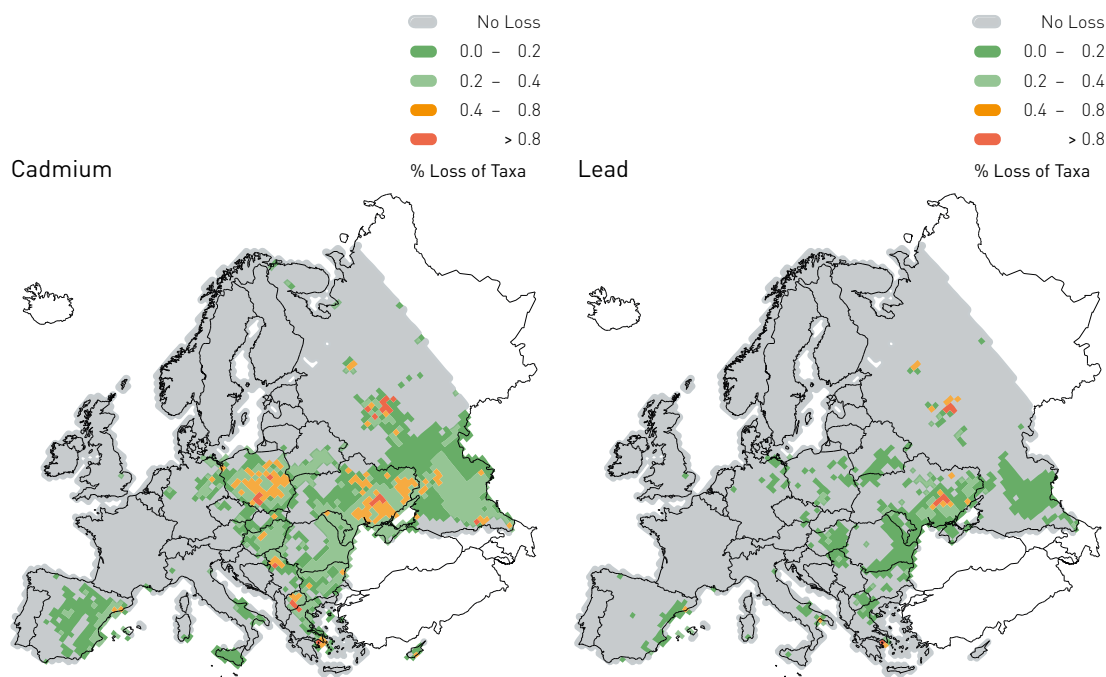 No Loss
0.0 – 0.2
0.2 – 0.4
0.4 – 0.8
> 0.8
% Loss of Taxa
Cadmium
No Loss
0.0 – 0.2
0.2 – 0.4
0.4 – 0.8
> 0.8
% Loss of Taxa
Lead